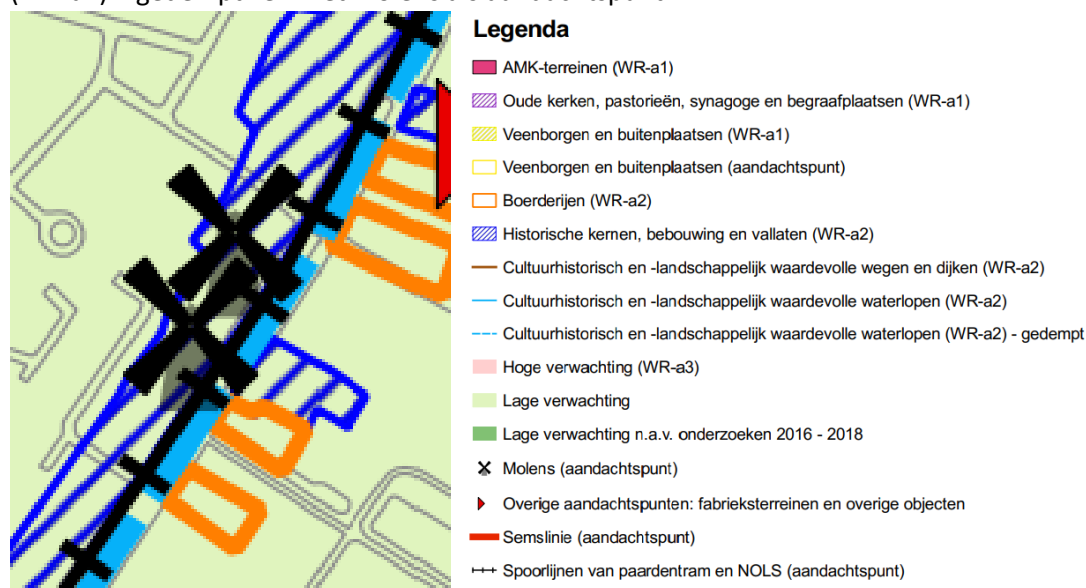 Legenda
AMK-terreinen (WR-a1)
Oude kerken, pastorieën, synagoge en begraafplaatsen (WR-a1)
Veenborgen en buitenplaatsen (WR-a1)
Veenborgen en buitenplaatsen (aandachtspunt)
Boerderijen (WR-a2)
Historische kernen, bebouwing en vallaten (WR-a2)
Cultuurhistorisch en -landschappelijk waardevolle wegen en dijken (WR-a2)
Cultuurhistorisch en -landschappelijk waardevolle waterlopen (WR-a2)
Cultuurhistorisch en -landschappelijk waardevolle waterlopen (WR-a2) - gedempt
Hoge verwachting (WR-a3)
Lage verwachting
Lage verwachting n.a.v. onderzoeken 2016 - 2018
Molens (aandachtspunt)
Overige aandachtspunten: fabrieksterreinen en overige objecten
Semslinie (aandachtspunt)
Spoorlijnen van paardentram en NOLS (aandachtspunt)